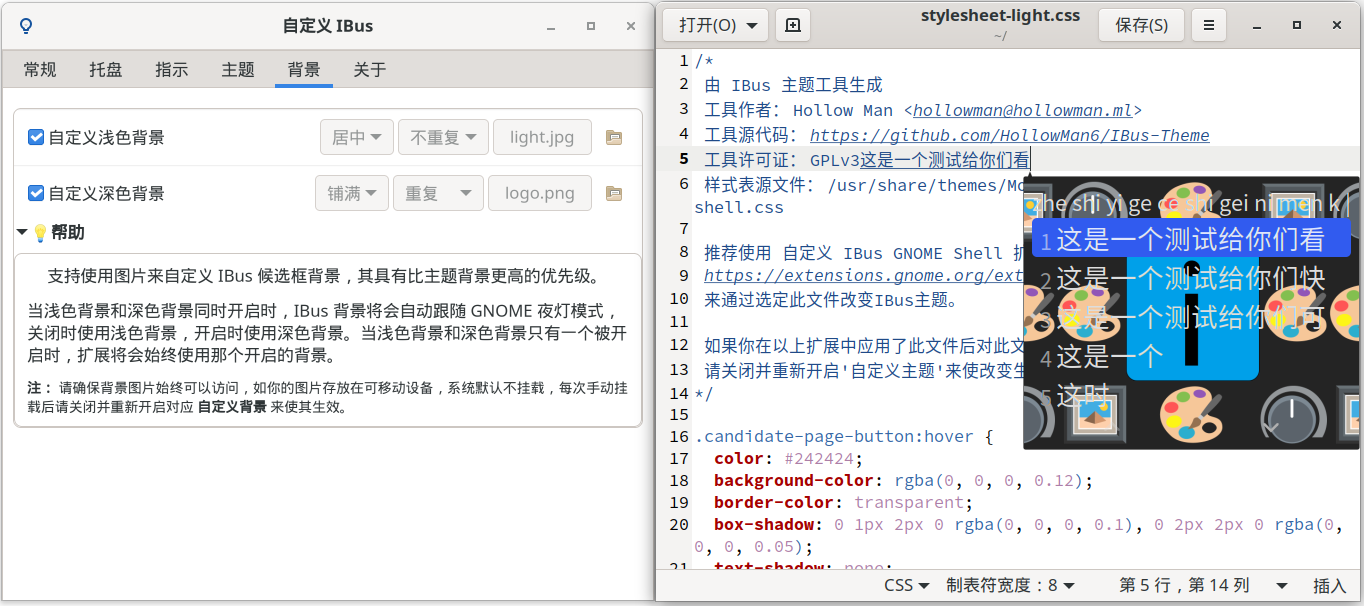 自定义 IBus
常规 托盘 指示 主题 背景 关于
自定义浅色背景 居中 不重复 light.jpg
自定义深色背景 铺满 重复 logo.png
帮助
支持使用图片来自定义 IBus 候选框背景，其具有比主题背景更高的优先级。
当浅色背景和深色背景同时开启时，IBus 背景将会自动跟随 GNOME 夜灯模式，
关闭时使用浅色背景，开启时使用深色背景。当浅色背景和深色背景只有一个被开
启时，扩展将会始终使用那个开启的背景。
注： 请确保背景图片始终可以访问，如你的图片存放在可移动设备，系统默认不挂载，每次手动挂
载后请关闭并重新开启对应 自定义背景 来使其生效。
打开(O) stylesheet-light.css 保存(S)
~/
1 /*
2 由 IBus 主题工具生成
3 工具作者： Hollow Man <hollowman@hollowman.ml>
4 工具源代码： https://github.com/HollowMan6/IBus-Theme
5 工具许可证： GPLv3这是一个测试给你们看
6 样式表源文件： /usr/share/themes/Mc
shell.css
7
8 推荐使用 自定义 IBus GNOME Shell 扩
9 https://extensions.gnome.org/ext
10 来通过选定此文件改变IBus主题。
11
12 如果你在以上扩展中应用了此文件后对此文
13 请关闭并重新开启'自定义主题'来使改变生
14 */
15
16 .candidate-page-button:hover {
17 color: #242424;
18 background-color: rgba(0, 0, 0, 0.12);
19 border-color: transparent;
20 box-shadow: 0 1px 2px 0 rgba(0, 0, 0, 0.1), 0 2px 2px 0 rgba(0,
0, 0, 0.05);
21 text-shadow: none;
zhe shi yi ge ce shi gei ni men k
1 这是一个测试给你们看
2 这是一个测试给你们快
3 这是一个测试给你们可
4 这是一个
5 这时
CSS 制表符宽度：8 第 5 行，第 14 列 插入